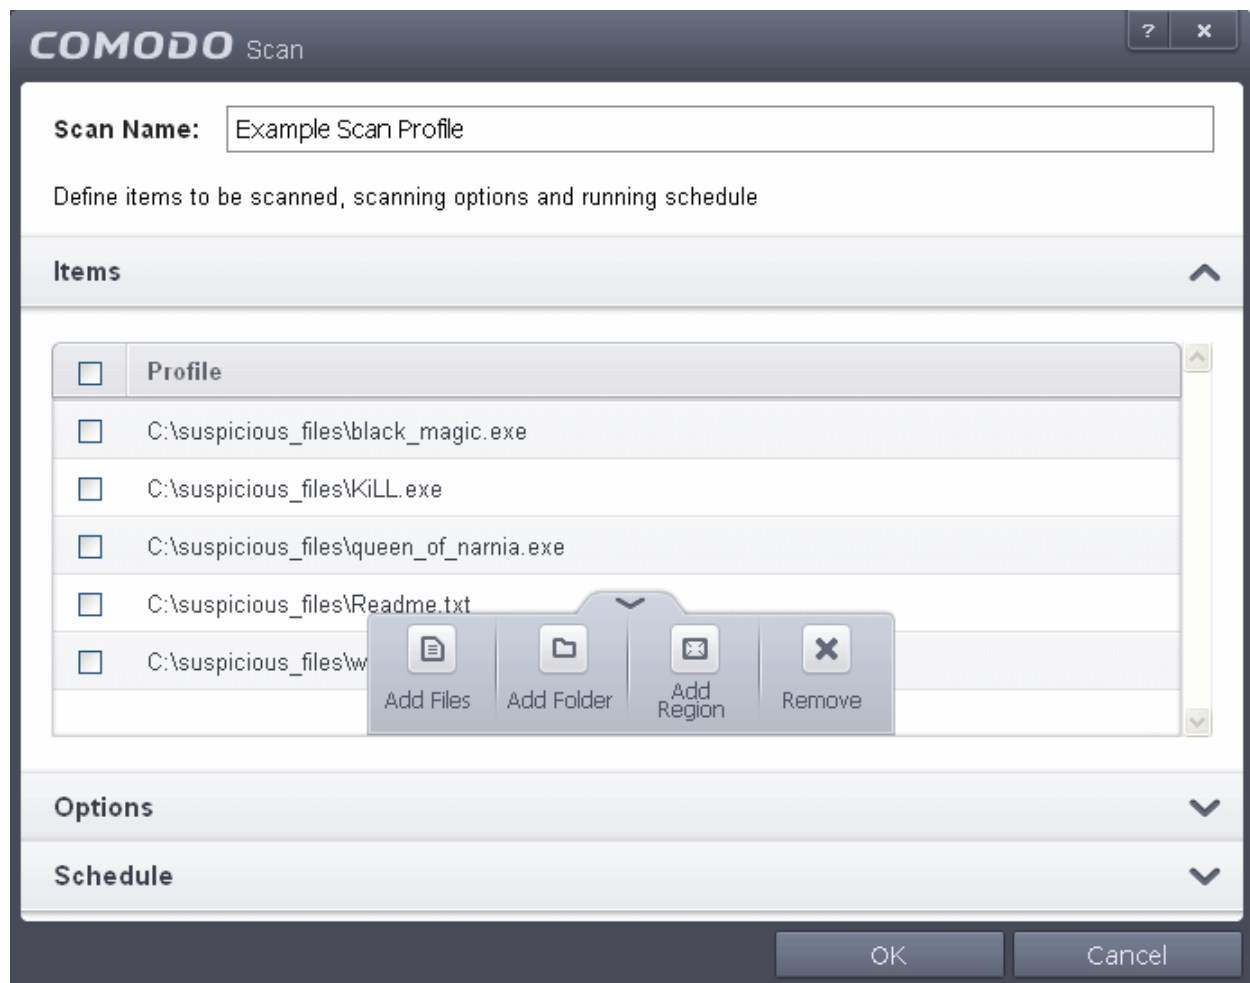 COMODO Scan
?
Scan Name: Example Scan Profile
Define items to be scanned, scanning options and running schedule
Items
Profile
C:\suspicious_files\black_magic.exe
C:\suspicious_files\KiLL.exe
C:\suspicious_files\queen_of_narnia.exe
C:\suspicious_files\Readme.txt
C:\suspicious_files\w
Add Files
Add Folder
Add Region
Remove
Options
Schedule
OK
Cancel